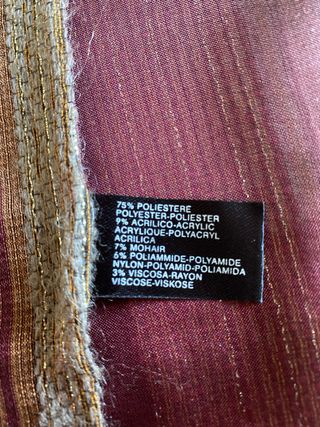 75% POLIESTERE
POLYESTER-POLIESTER
9% ACRILICO-ACRYLIC
ACRYLIQUE-POLYACRYL
ACRILICA
7% MOHAIR
6% POLIAMMIDE-POLYAMIDE
NYLON-POLYAMID-POLIAMIDA
3% VISCOSA-RAYON
VISCOSE-VISKOSE